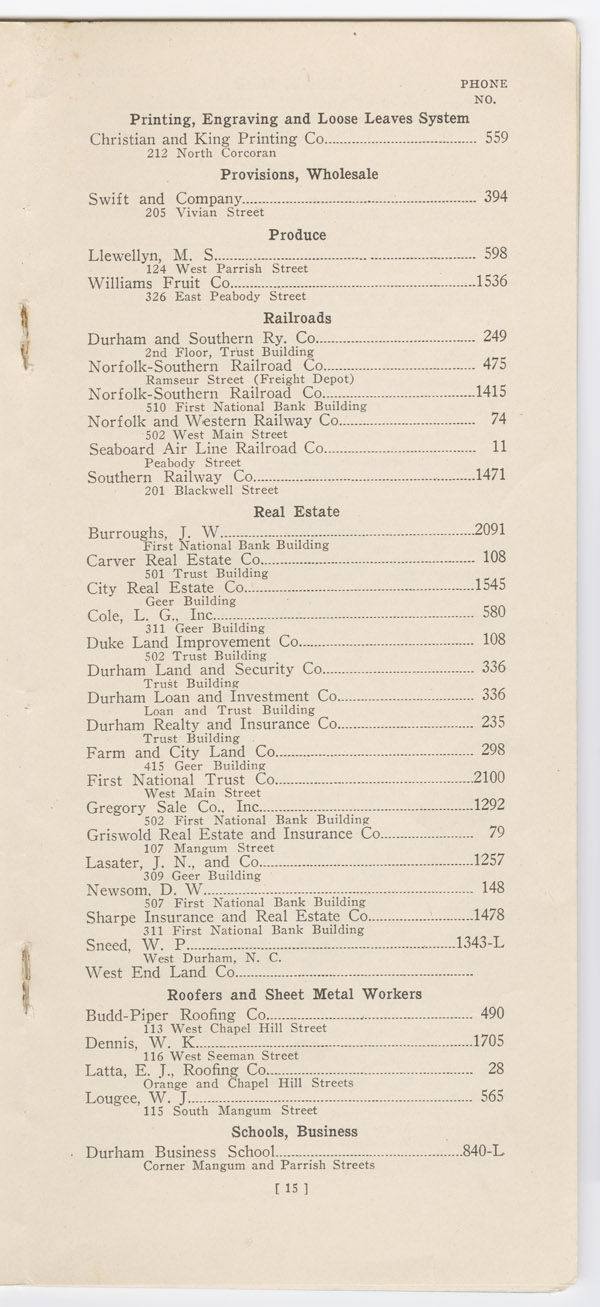 PHONE
NO.
Printing, Engraving and Loose Leaves System
Christian and King Printing Co. 559
212 North Corcoran
Provisions, Wholesale
Swift and Company 394
205 Vivian Street
Produce
Llewellyn, M. S. 598
124 West Parrish Street
Williams Fruit Co. 1536
326 East Peabody Street
Railroads
Durham and Southern Ry. Co. 249
2nd Floor, Trust Building
Norfolk-Southern Railroad Co. 475
Ramseur Street (Freight Depot)
Norfolk-Southern Railroad Co. 1415
510 First National Bank Building
Norfolk and Western Railway Co. 74
502 West Main Street
Seaboard Air Line Railroad Co. 11
Peabody Street
Southern Railway Co. 1471
201 Blackwell Street
Real Estate
Burroughs, J. W. 2091
First National Bank Building
Carver Real Estate Co. 108
501 Trust Building
City Real Estate Co. 1545
Geer Building
Cole, L. G., Inc. 580
311 Geer Building
Duke Land Improvement Co. 108
502 Trust Building
Durham Land and Security Co. 336
Trust Building
Durham Loan and Investment Co. 336
Loan and Trust Building
Durham Realty and Insurance Co. 235
Trust Building
Farm and City Land Co. 298
415 Geer Building
First National Trust Co. 2100
West Main Street
Gregory Sale Co., Inc. 1292
502 First National Bank Building
Griswold Real Estate and Insurance Co. 79
107 Mangum Street
Lasater, J. N., and Co. 1257
309 Geer Building
Newsom, D. W. 148
507 First National Bank Building
Sharpe Insurance and Real Estate Co. 1478
311 First National Bank Building
Sneed, W. P. 1343-L
West Durham, N. C.
West End Land Co.
Roofers and Sheet Metal Workers
Budd-Piper Roofing Co. 490
113 West Chapel Hill Street
Dennis, W. K. 1705
116 West Seeman Street
Latta, E. J., Roofing Co. 28
Orange and Chapel Hill Streets
Lougee, W. J. 565
115 South Mangum Street
Schools, Business
Durham Business School 840-L
Corner Mangum and Parrish Streets
[ 15 ]